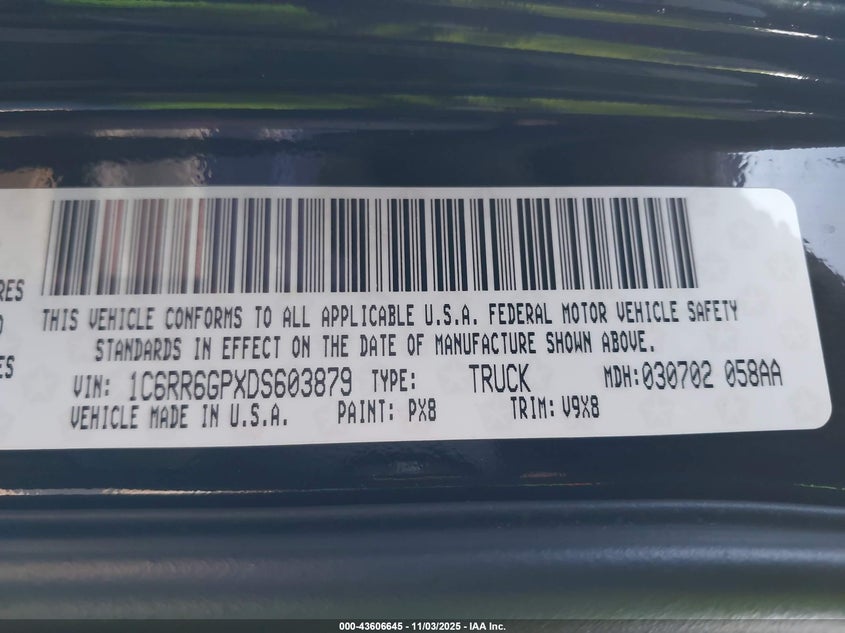 RES
THIS VEHICLE CONFORMS TO ALL APPLICABLE U.S.A. FEDERAL MOTOR VEHICLE SAFETY
STANDARDS IN EFFECT ON THE DATE OF MANUFACTURE SHOWN ABOVE.
ES
VIN: 1C6RR6GPXDS603879 TYPE: TRUCK MDH:030702 058AA
VEHICLE MADE IN U.S.A. PAINT: PX8 TRIM: V9X8
000-43606645 - 11/03/2025 - IAA Inc.